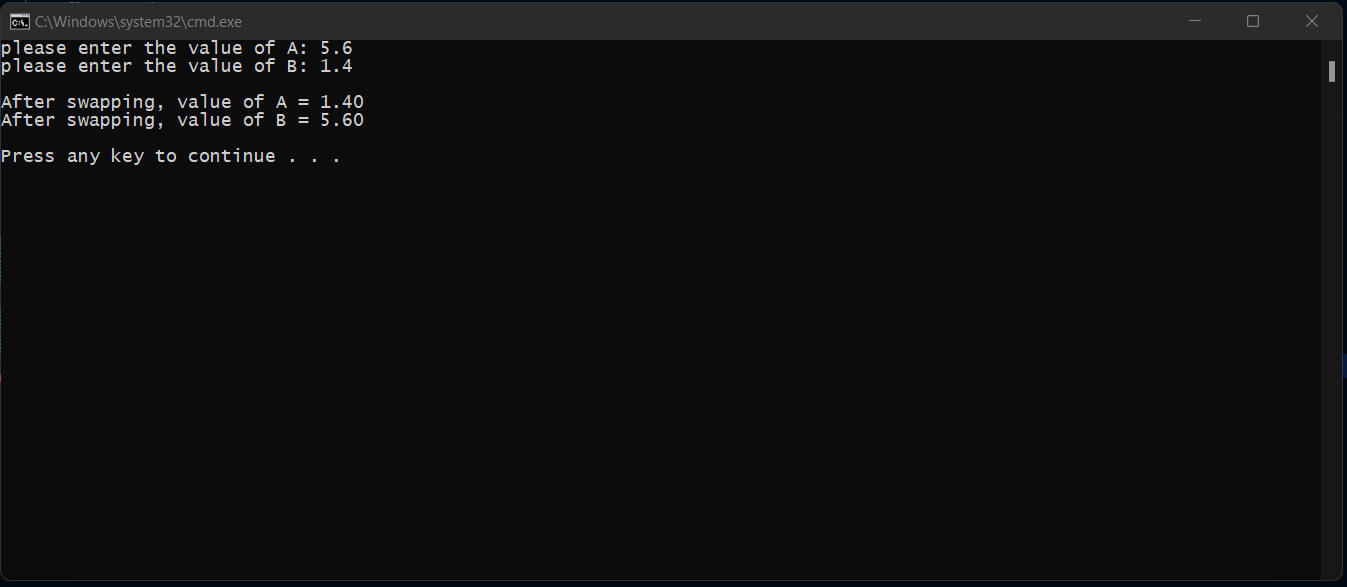 C:\Windows\system32\cmd.exe
please enter the value of A: 5.6
please enter the value of B: 1.4
After swapping, value of A = 1.40
After swapping, value of B = 5.60
Press any key to continue . . .